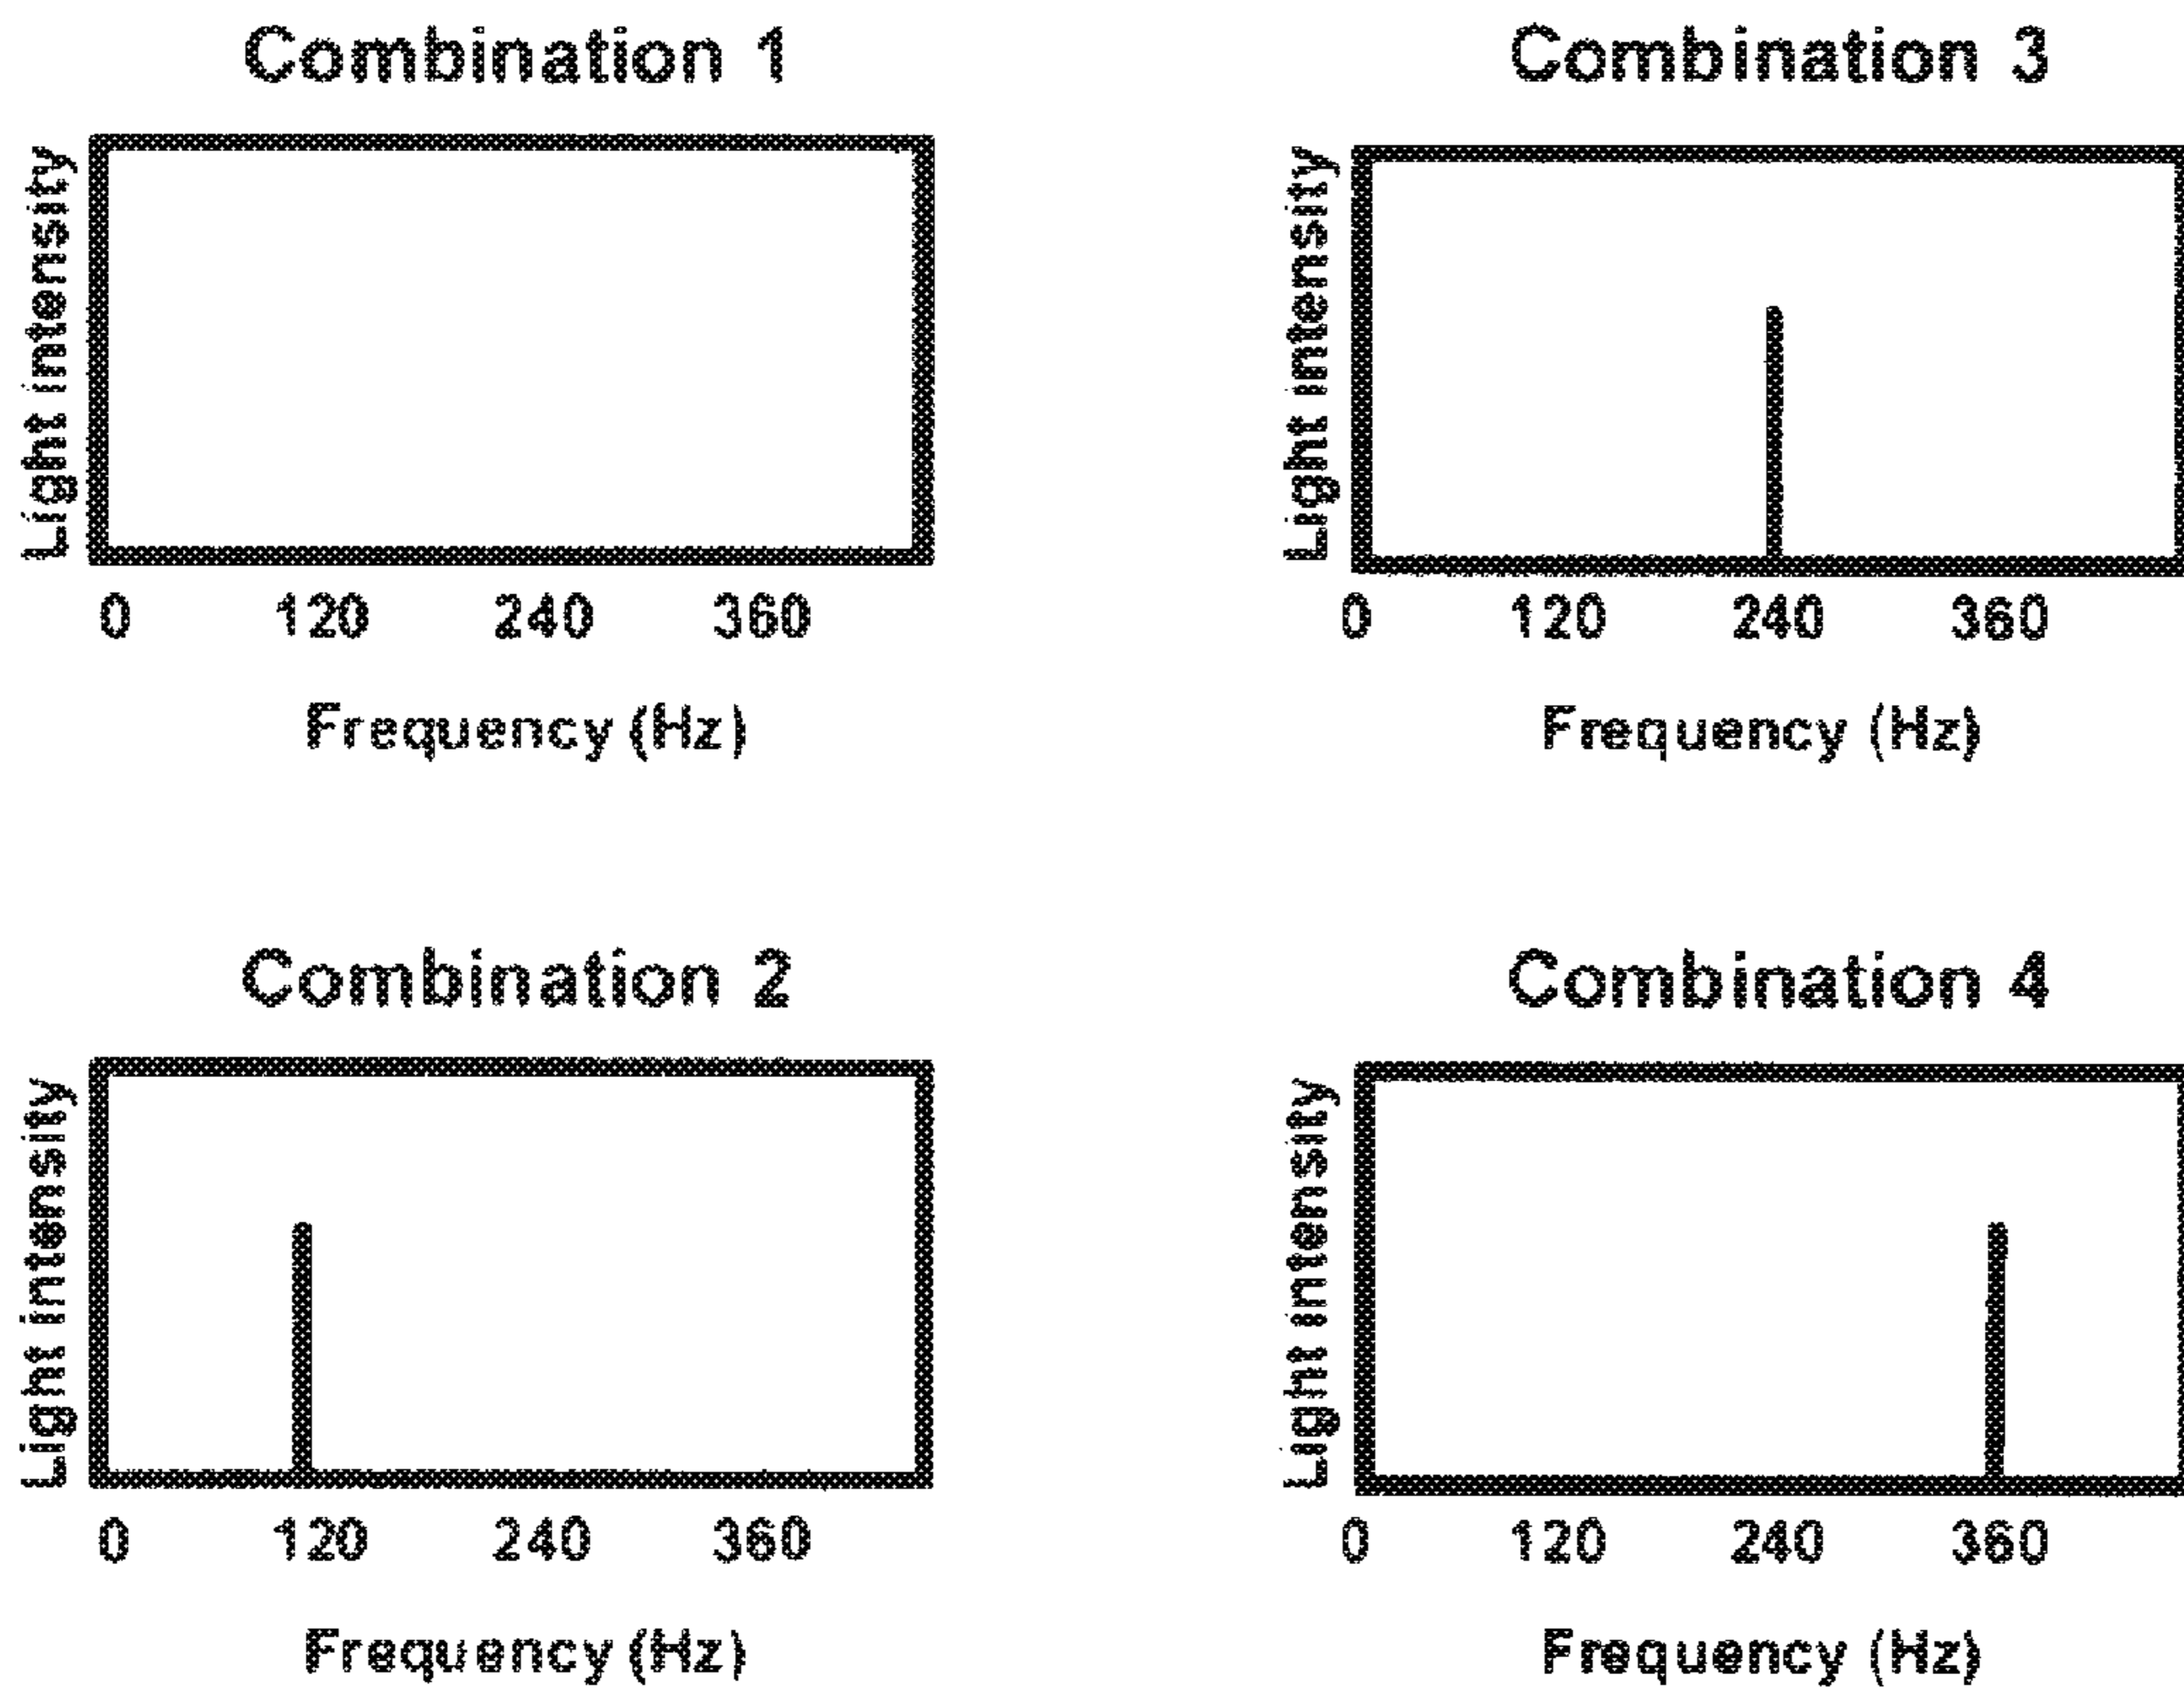 Combination 1
Light intensity
0 120 240 360
Frequency (Hz)
Combination 3
Light intensity
0 120 240 360
Frequency (Hz)
Combination 2
Light intensity
0 120 240 360
Frequency (Hz)
Combination 4
Light intensity
0 120 240 360
Frequency (Hz)